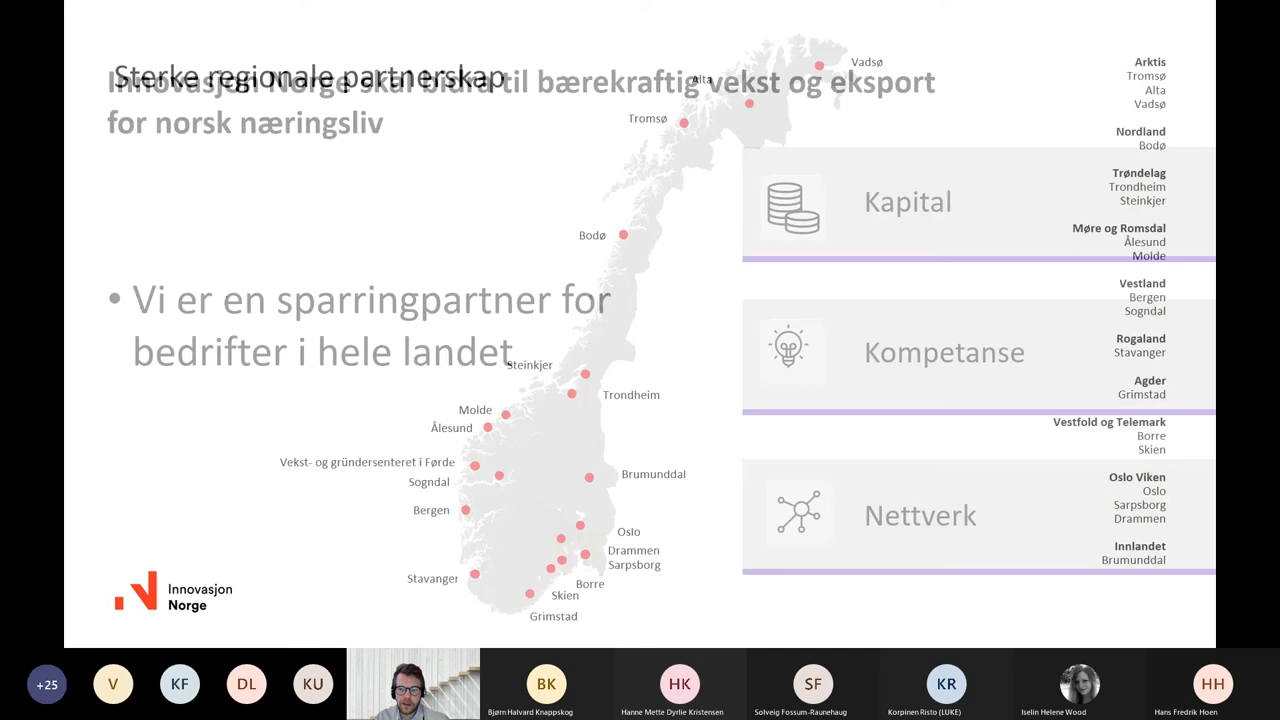 Sterke regionale partnerskap
Innovasjon Norge skal bidra til bærekraftig vekst og eksport
for norsk næringsliv
• Vi er en sparringpartner for
bedrifter i hele landet
Vadsø
Alta
Tromsø
Bodø
Steinkjer
Trondheim
Molde
Ålesund
Vekst- og gründersenteret i Førde
Sogndal
Brumunddal
Bergen
Oslo
Drammen
Sarpsborg
Stavanger
Borre
Skien
Grimstad
Kapital
Kompetanse
Nettverk
Arktis
Tromsø
Alta
Vadsø
Nordland
Bodø
Trøndelag
Trondheim
Steinkjer
Møre og Romsdal
Ålesund
Molde
Vestland
Bergen
Sogndal
Rogaland
Stavanger
Agder
Grimstad
Vestfold og Telemark
Borre
Skien
Oslo Viken
Oslo
Sarpsborg
Drammen
Innlandet
Brumunddal
Innovasjon
Norge
+25
V
KF
DL
KU
BK
Bjørn Halvard Knappskog
HK
Hanne Mette Dyrlie Kristensen
SF
Solveig Fossum-Raunehaug
KR
Korpinen Risto (LUKE)
Iselin Helene Wood
HH
Hans Fredrik Hoen